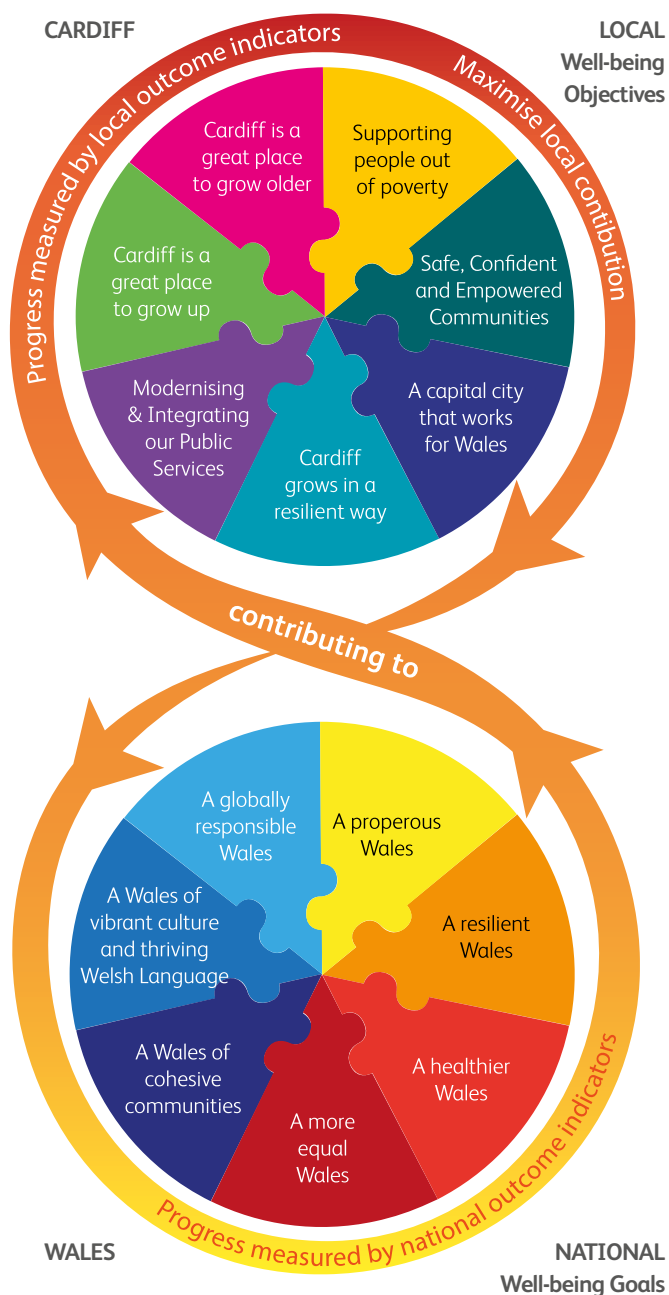 CARDIFF
LOCAL
Well-being
Objectives
Progress measured by local outcome indicators
Maximise local contibution
Cardiff is a
great place
to grow older
Supporting
people out
of poverty
Safe, Confident
and Empowered
Communities
A capital city
that works
for Wales
Cardiff
grows in a
resilient way
Modernising
& Integrating
our Public
Services
Cardiff is a
great place
to grow up
contributing to
A globally
responsible
Wales
A properous
Wales
A resilient
Wales
A healthier
Wales
A more
equal
Wales
A Wales of
cohesive
communities
A Wales of
vibrant culture
and thriving
Welsh Language
Progress measured by national outcome indicators
WALES
NATIONAL
Well-being Goals